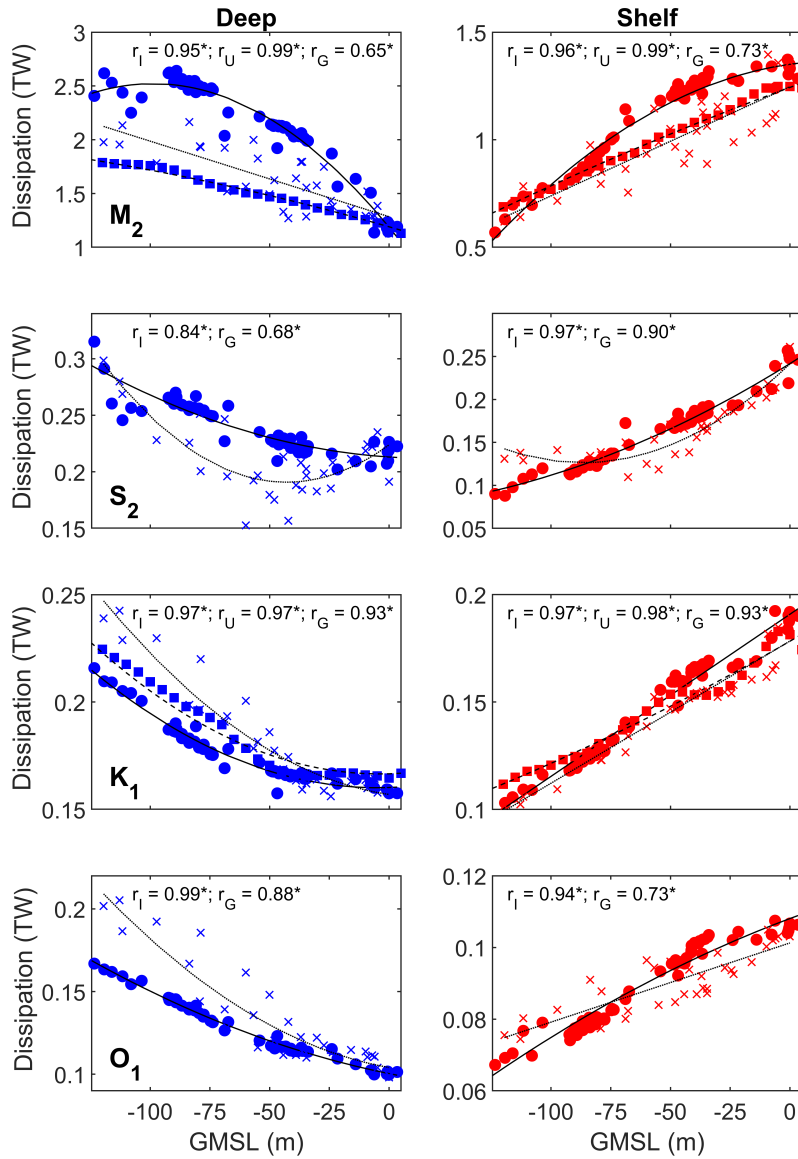 Deep
Shelf
r_I = 0.95*; r_U = 0.99*; r_G = 0.65*
r_I = 0.96*; r_U = 0.99*; r_G = 0.73*
Dissipation (TW)
3
2.5
2
1.5
1
M_2
1.5
1
0.5
r_I = 0.84*; r_G = 0.68*
r_I = 0.97*; r_G = 0.90*
Dissipation (TW)
0.3
0.25
0.2
0.15
S_2
0.25
0.2
0.15
0.1
0.05
r_I = 0.97*; r_U = 0.97*; r_G = 0.93*
r_I = 0.97*; r_U = 0.98*; r_G = 0.93*
Dissipation (TW)
0.25
0.2
0.15
K_1
0.2
0.15
0.1
r_I = 0.99*; r_G = 0.88*
r_I = 0.94*; r_G = 0.73*
Dissipation (TW)
0.2
0.15
0.1
O_1
0.12
0.1
0.08
0.06
-100 -75 -50 -25 0
-100 -75 -50 -25 0
GMSL (m)
GMSL (m)